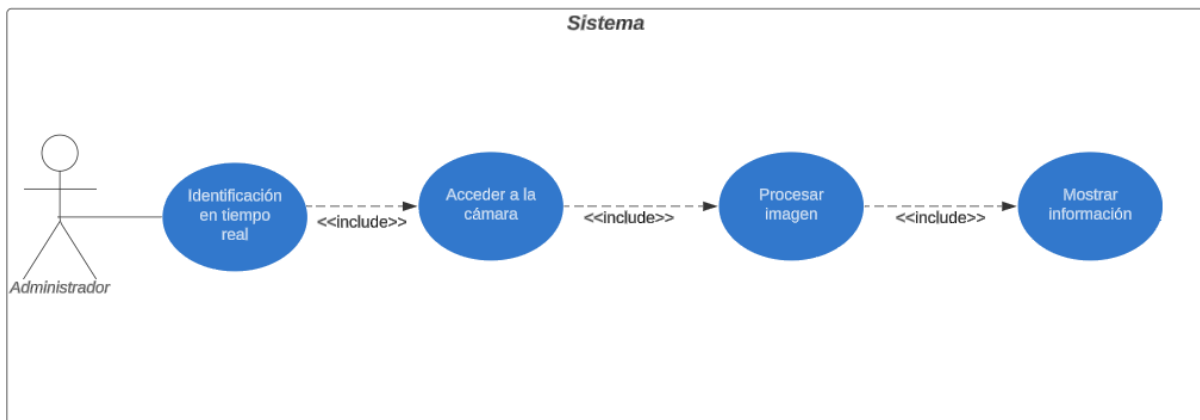 Sistema
Identificación
en tiempo
real
<<include>>
Acceder a la
cámara
<<include>>
Procesar
imagen
<<include>>
Mostrar
información
Administrador